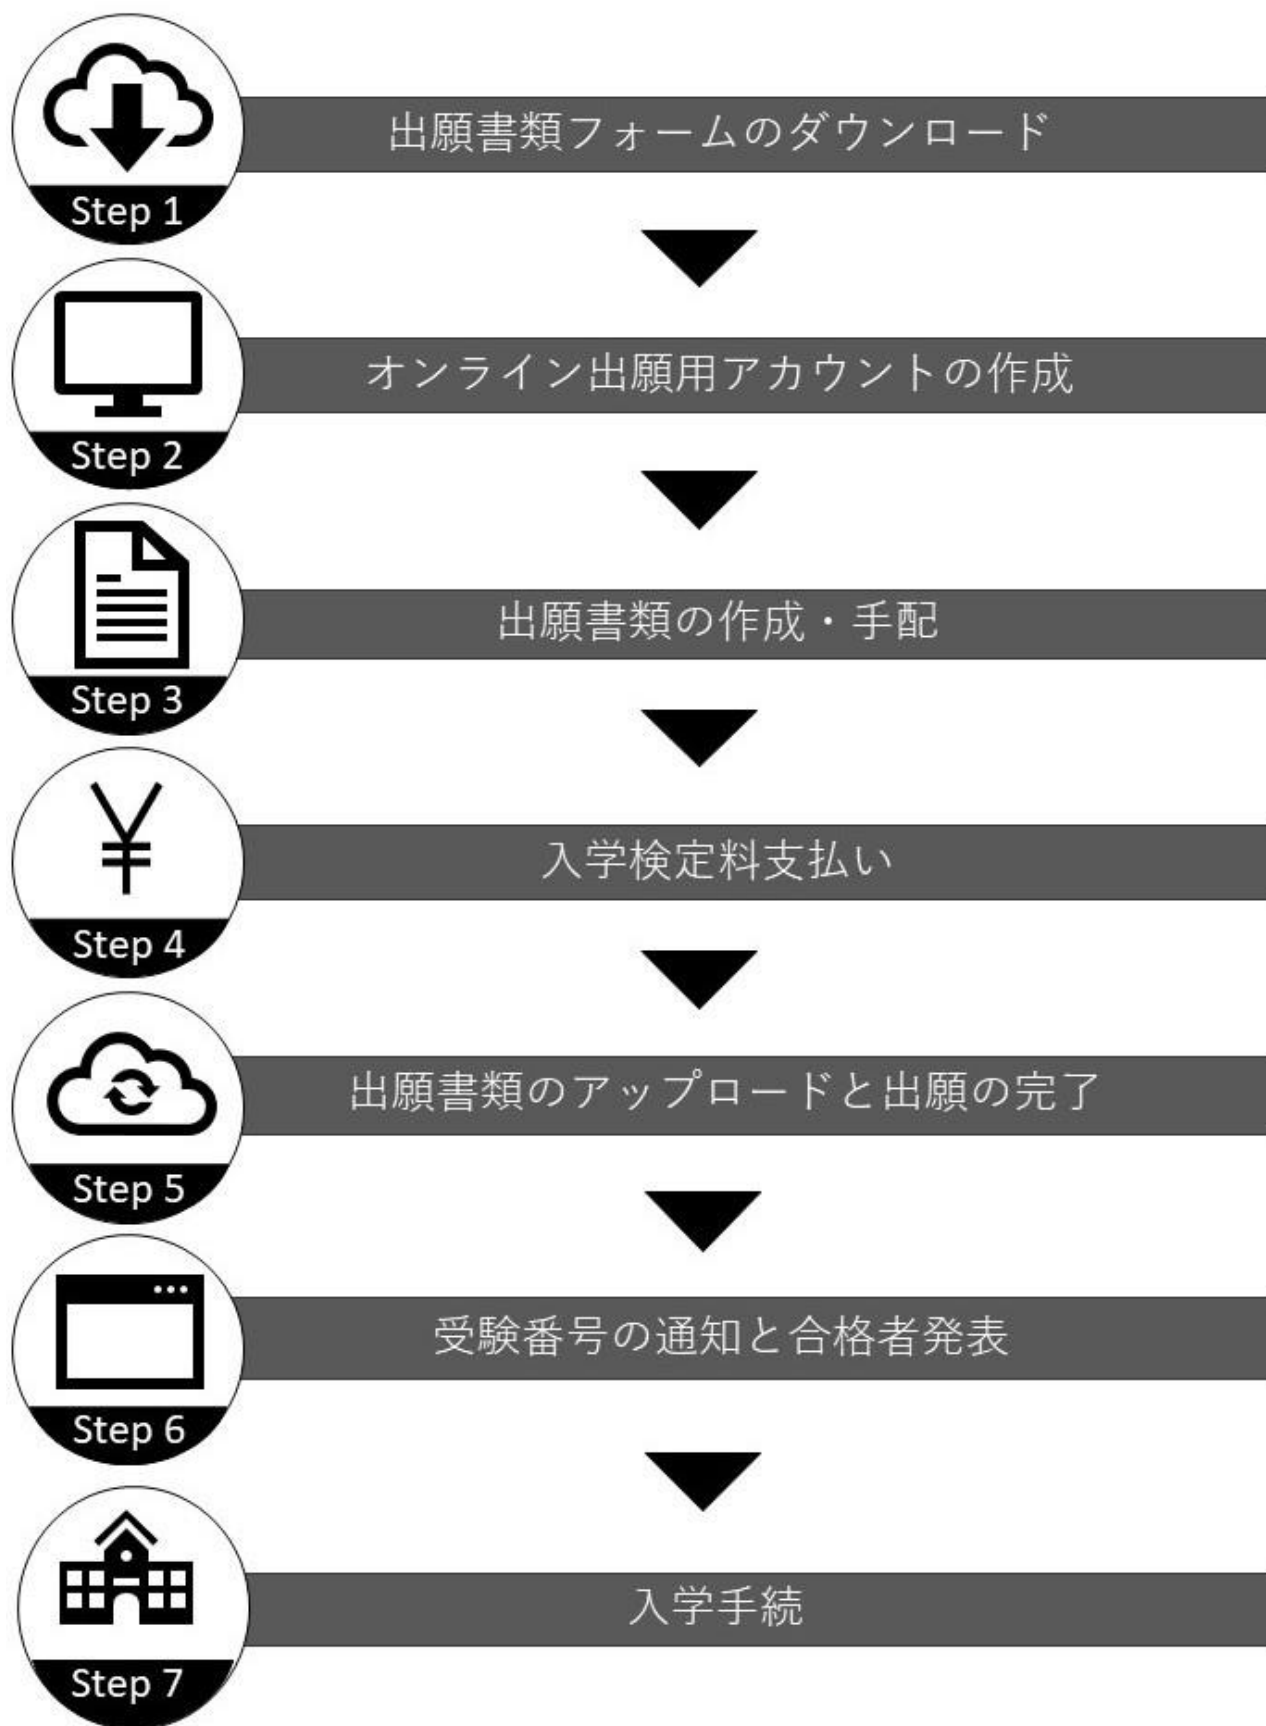 出願書類フォームのダウンロード
Step 1
オンライン出願用アカウントの作成
Step 2
出願書類の作成・手配
Step 3
入学検定料支払い
Step 4
出願書類のアップロードと出願の完了
Step 5
受験番号の通知と合格者発表
Step 6
入学手続
Step 7